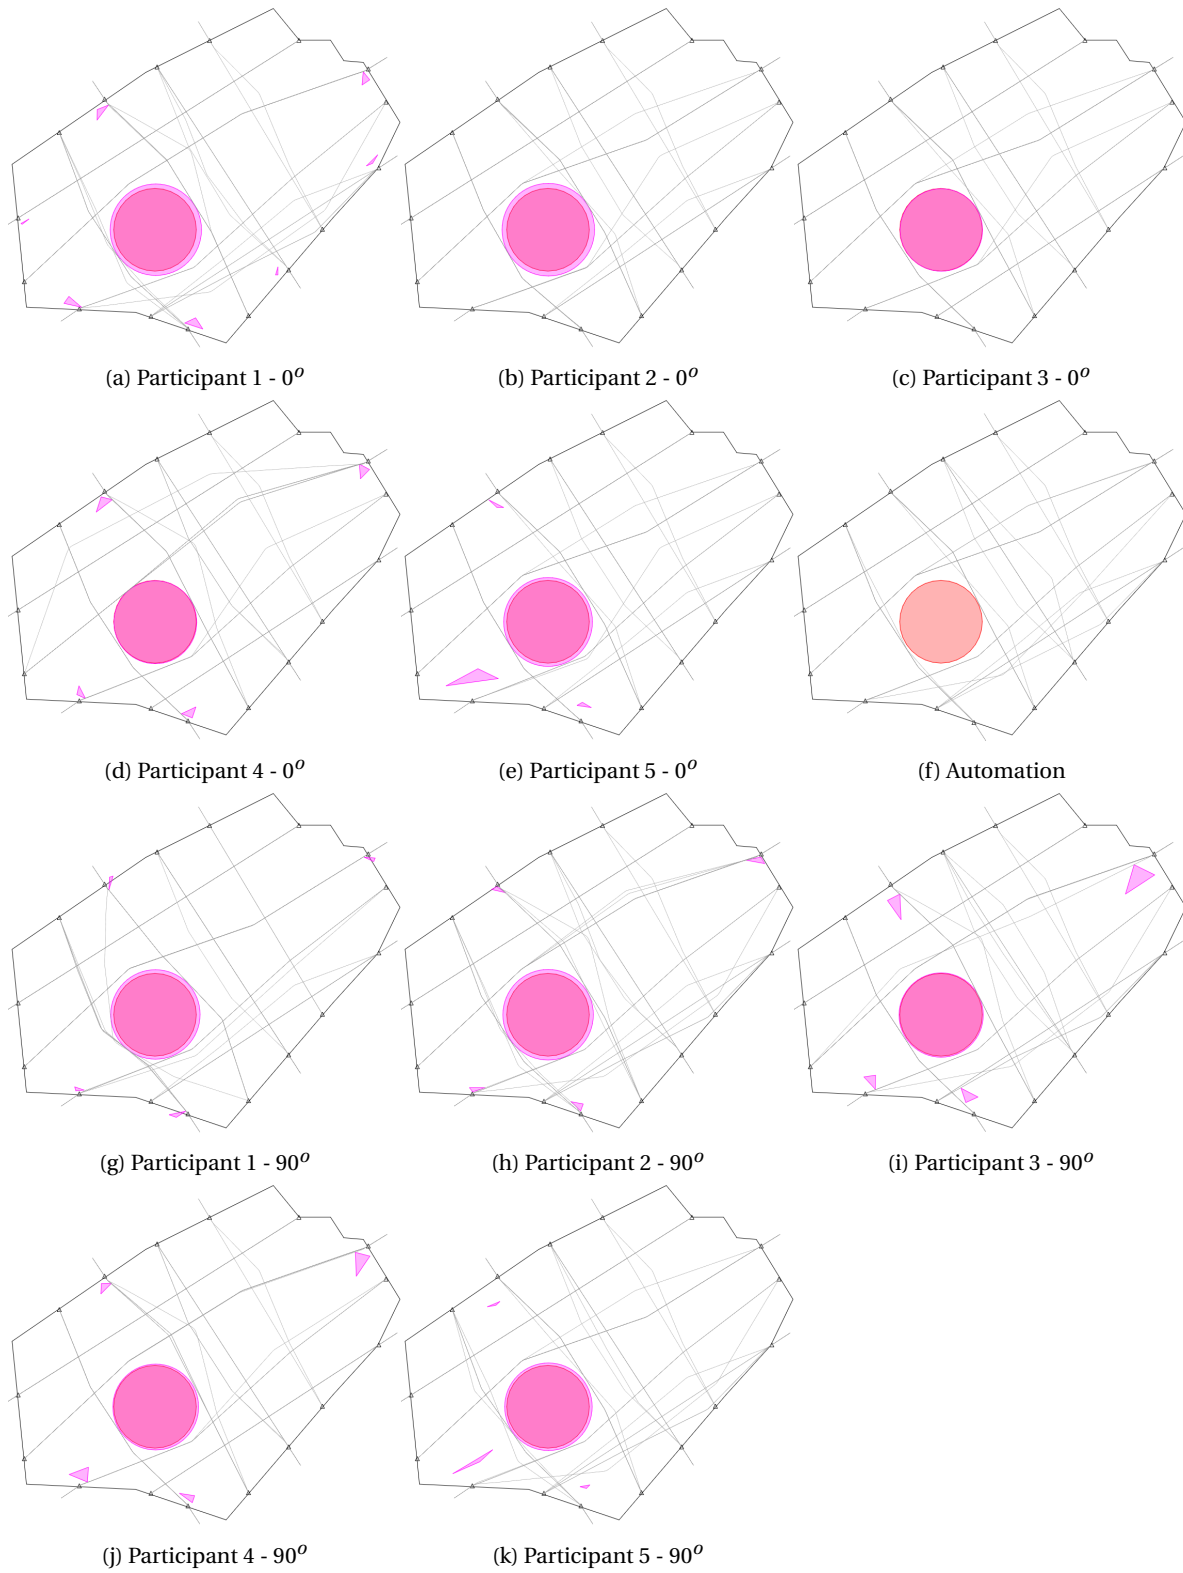 (a) Participant 1 - 0º
(b) Participant 2 - 0º
(c) Participant 3 - 0º
(d) Participant 4 - 0º
(e) Participant 5 - 0º
(f) Automation
(g) Participant 1 - 90º
(h) Participant 2 - 90º
(i) Participant 3 - 90º
(j) Participant 4 - 90º
(k) Participant 5 - 90º